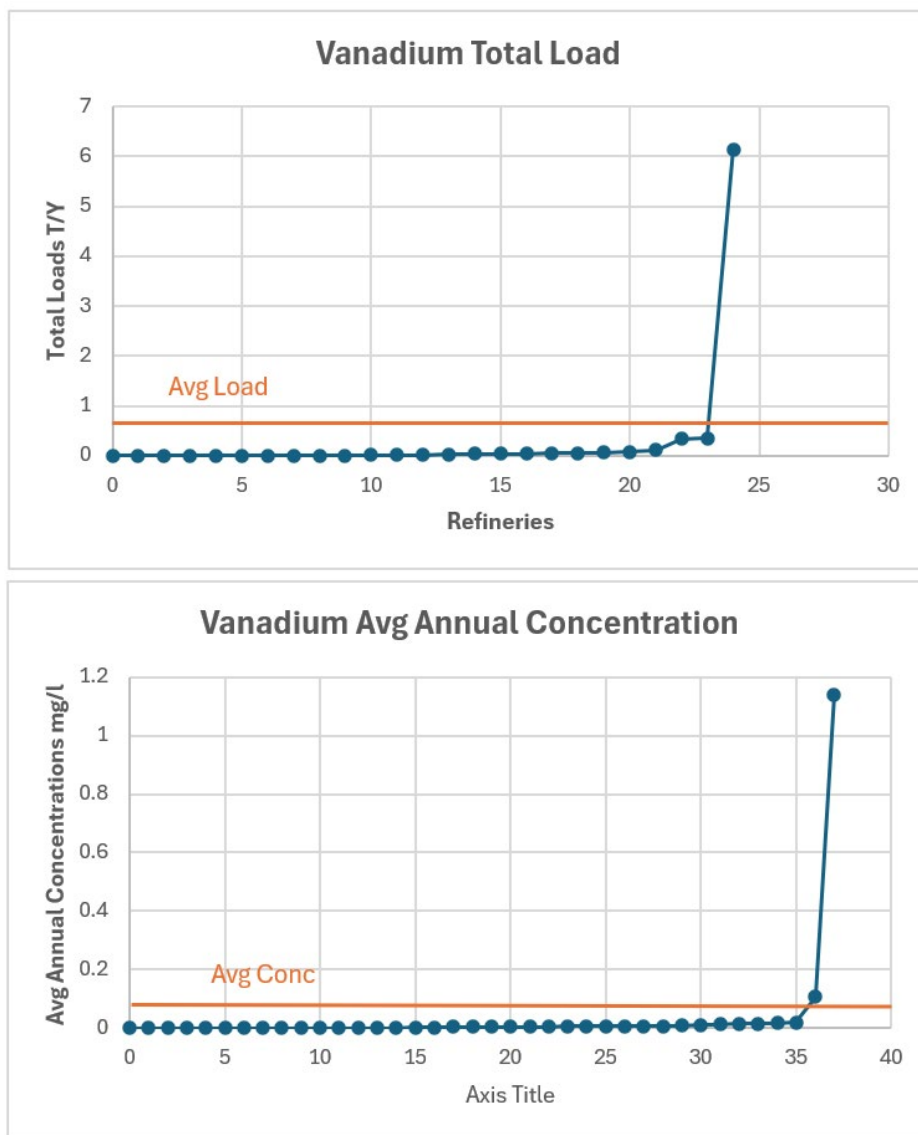 Vanadium Total Load
7
6
5
4
3
2
1
0
Total Loads T/Y
Avg Load
0 5 10 15 20 25 30
Refineries
Vanadium Avg Annual Concentration
1.2
1
0.8
0.6
0.4
0.2
0
Avg Annual Concentrations mg/l
Avg Conc
0 5 10 15 20 25 30 35 40
Axis Title